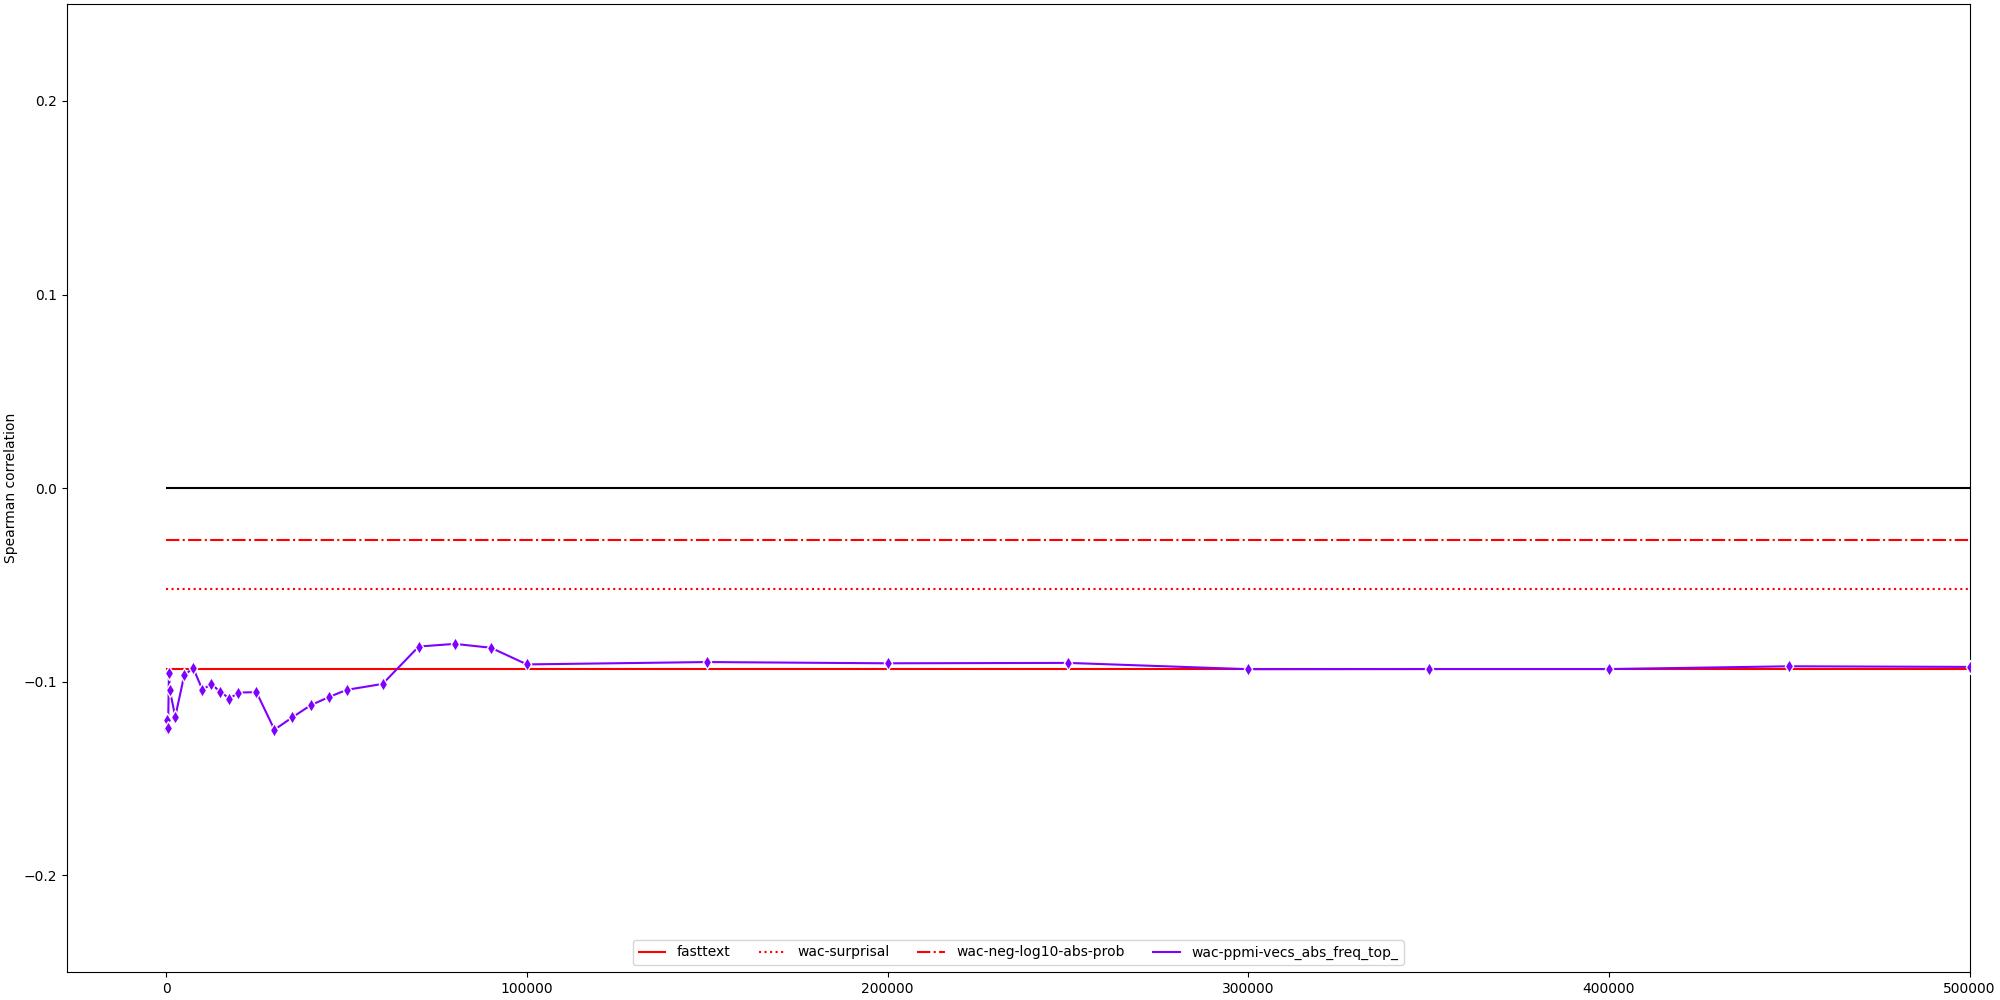 0.2
0.1
0.0
−0.1
−0.2
Spearman correlation
fasttext wac-surprisal wac-neg-log10-abs-prob wac-ppmi-vecs_abs_freq_top_
0 100000 200000 300000 400000 500000